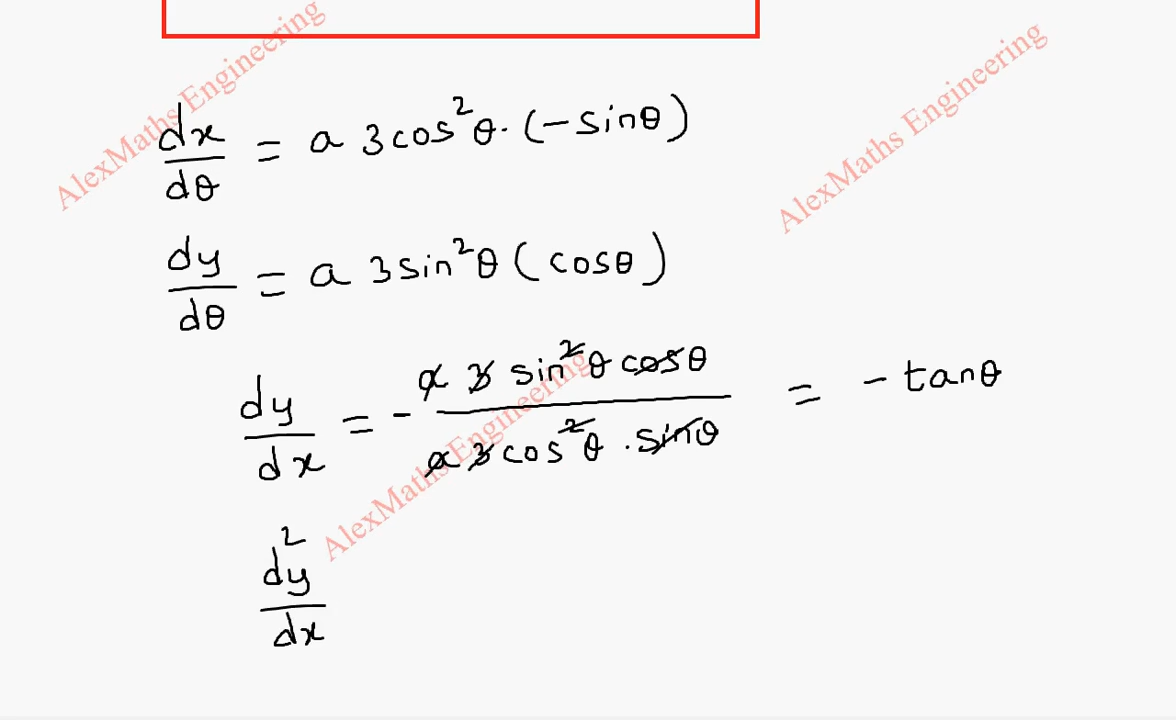 dx/dθ = a 3cos²θ. (-sinθ)
dy/dθ = a 3sin²θ (cosθ)
dy/dx = - a 3 sin²θ cosθ / a 3 cos²θ . sinθ = - tanθ
d²y/dx
AlexMaths Engineering
AlexMaths Engineering
AlexMaths Engineering